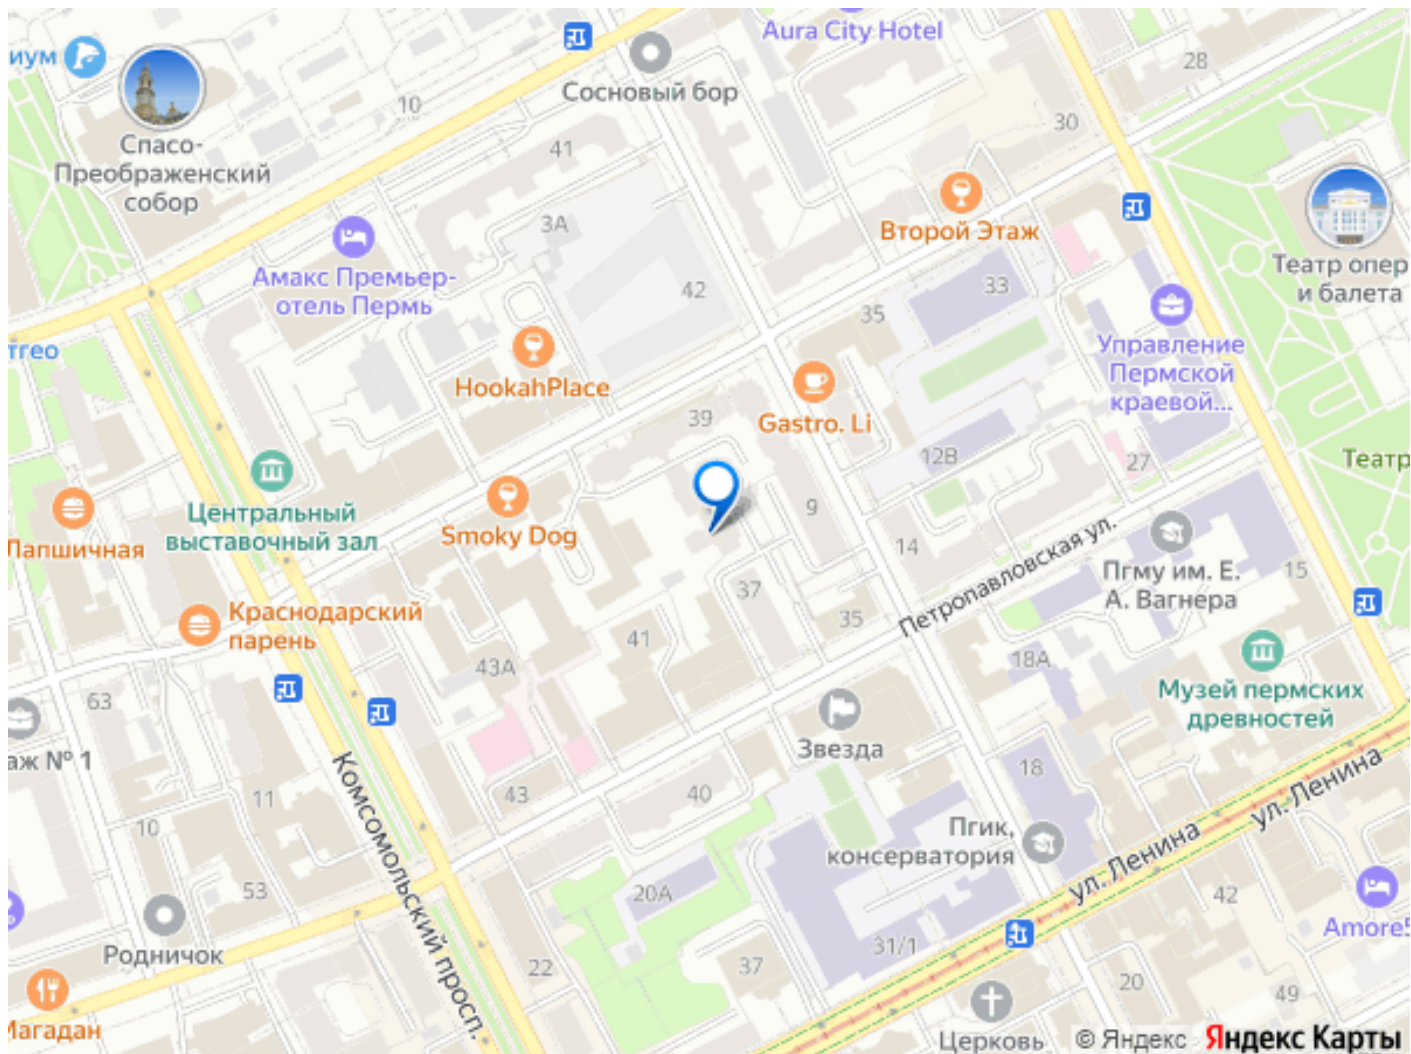 Aura City Hotel
иум
Сосновый бор
28
10
30
Спасо-
Преображенский
собор
41
3А
Второй Этаж
Амакс Премьер-
отель Пермь
42
33
35
Театр опер
и балета
тгео
HookahPlace
Управление
Пермской
краевой...
39
Gastro. Li
12В
27
Театр
Центральный
выставочный зал
Smoky Dog
9
Лапшичная
14
Петропавловская ул.
Пгму им. Е.
А. Вагнера
15
Краснодарский
парень
37
35
41
43А
18А
63
Музей пермских
древностей
Звезда
аж № 1
Комсомольский просп.
11
10
43
40
18
ул. Ленина
Пгик,
консерватория
ул. Ленина
53
20А
42
Amore5
Родничок
22
37
31/1
20
49
Магадан
Церковь
© Яндекс
Яндекс Карты